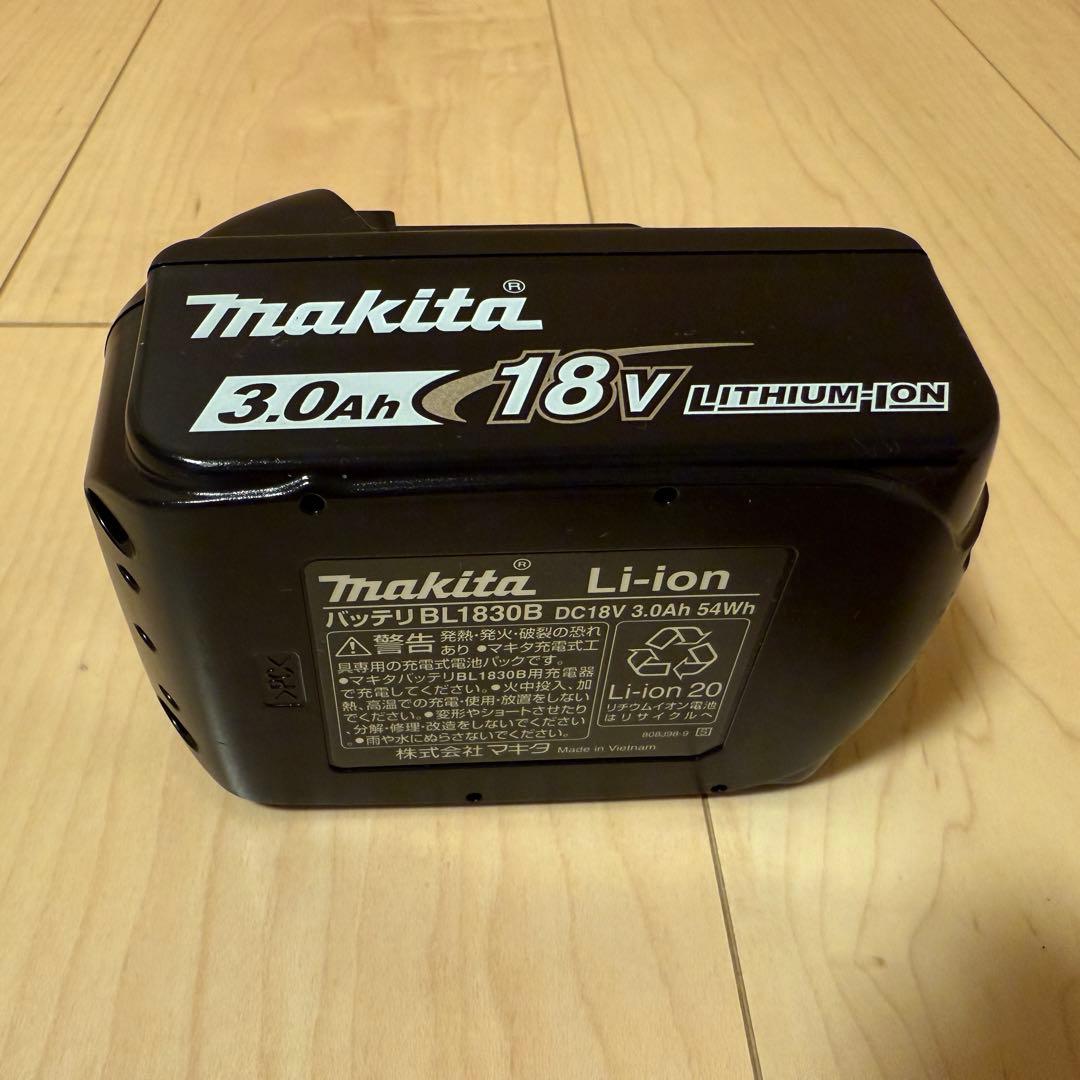 makita®
3.0Ah 18V LITHIUM-ION
makita® Li-ion
バッテリ BL1830B DC18V 3.0Ah 54Wh
警告 発熱・発火・破裂の恐れ
あり ●マキタ充電式工
具専用の充電式電池パックです。
●マキタバッテリBL1830B用充電器
で充電してください。●火中投入、加
熱、高温での充電・使用・放置をしない
でください。●変形やショートさせたり
、分解・修理・改造をしないでください。
●雨や水にぬらさないでください。
Li-ion 20
リチウムイオン電池
はリサイクルへ
808J98-9 S
株式会社マキタ Made in Vietnam
>PC<